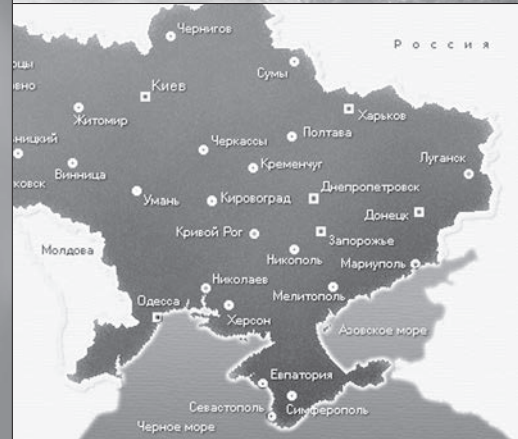 Чернигов
Россия
Сумы
Киев
Харьков
Житомир
Полтава
Черкассы
Кременчуг
Луганск
Винница
Умань
Кировоград
Днепропетровск
Донецк
Кривой Рог
Запорожье
Никополь
Мариуполь
Молдова
Николаев
Мелитополь
Одесса
Херсон
Азовское море
Евпатория
Севастополь
Симферополь
Черное море